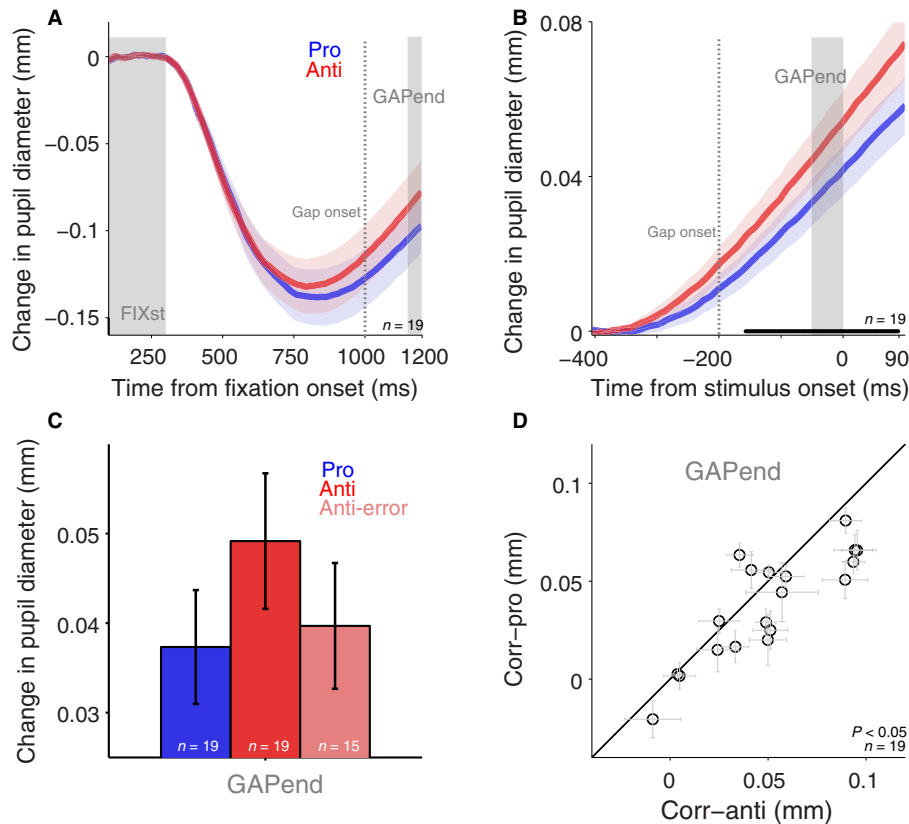 A
Change in pupil diameter (mm)
0
−0.05
−0.1
−0.15
Pro
Anti
GAPend
Gap onset
FIXst
n = 19
250
500
750
1000
1200
Time from fixation onset (ms)
B
Change in pupil diameter (mm)
0.08
0.04
0
GAPend
Gap onset
n = 19
−400
−200
0
90
Time from stimulus onset (ms)
C
Change in pupil diameter (mm)
0.05
0.04
0.03
Pro
Anti
Anti-error
n = 19
n = 19
n = 15
GAPend
D
Corr−pro (mm)
0.1
0.05
0
GAPend
P < 0.05
n = 19
0
0.05
0.1
Corr−anti (mm)